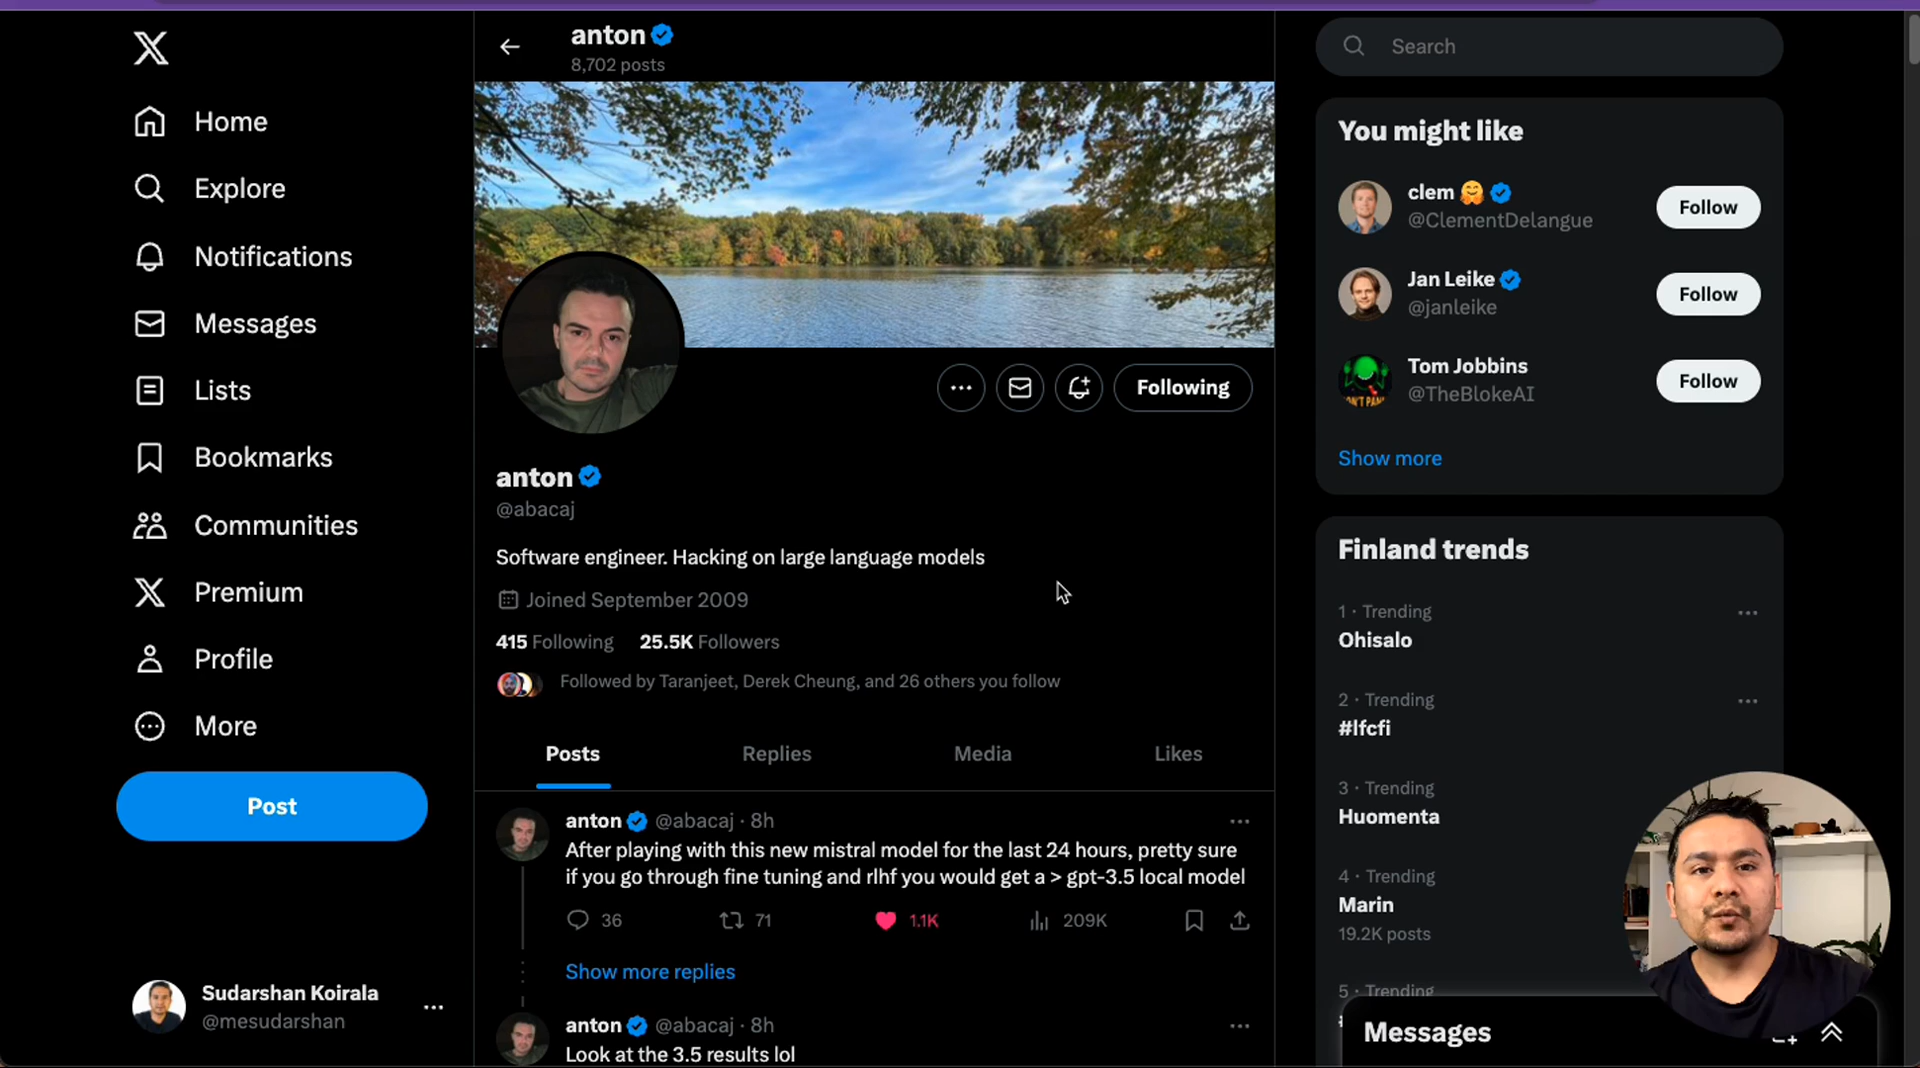 Home
Explore
Notifications
Messages
Lists
Bookmarks
Communities
Premium
Profile
More
Post
Sudarshan Koirala
@mesudarshan
anton
8,702 posts
Following
anton
@abacaj
Software engineer. Hacking on large language models
Joined September 2009
415 Following 25.5K Followers
Followed by Taranjeet, Derek Cheung, and 26 others you follow
Posts Replies Media Likes
anton @abacaj · 8h
After playing with this new mistral model for the last 24 hours, pretty sure
if you go through fine tuning and rlhf you would get a > gpt-3.5 local model
36 71 1.1K 209K
Show more replies
anton @abacaj · 8h
Look at the 3.5 results lol
Search
You might like
clem
@ClementDelangue
Follow
Jan Leike
@janleike
Follow
Tom Jobbins
@TheBlokeAI
Follow
Show more
Finland trends
1 · Trending
Ohisalo
2 · Trending
#lfcfi
3 · Trending
Huomenta
4 · Trending
Marin
19.2K posts
5 · Trending
Messages